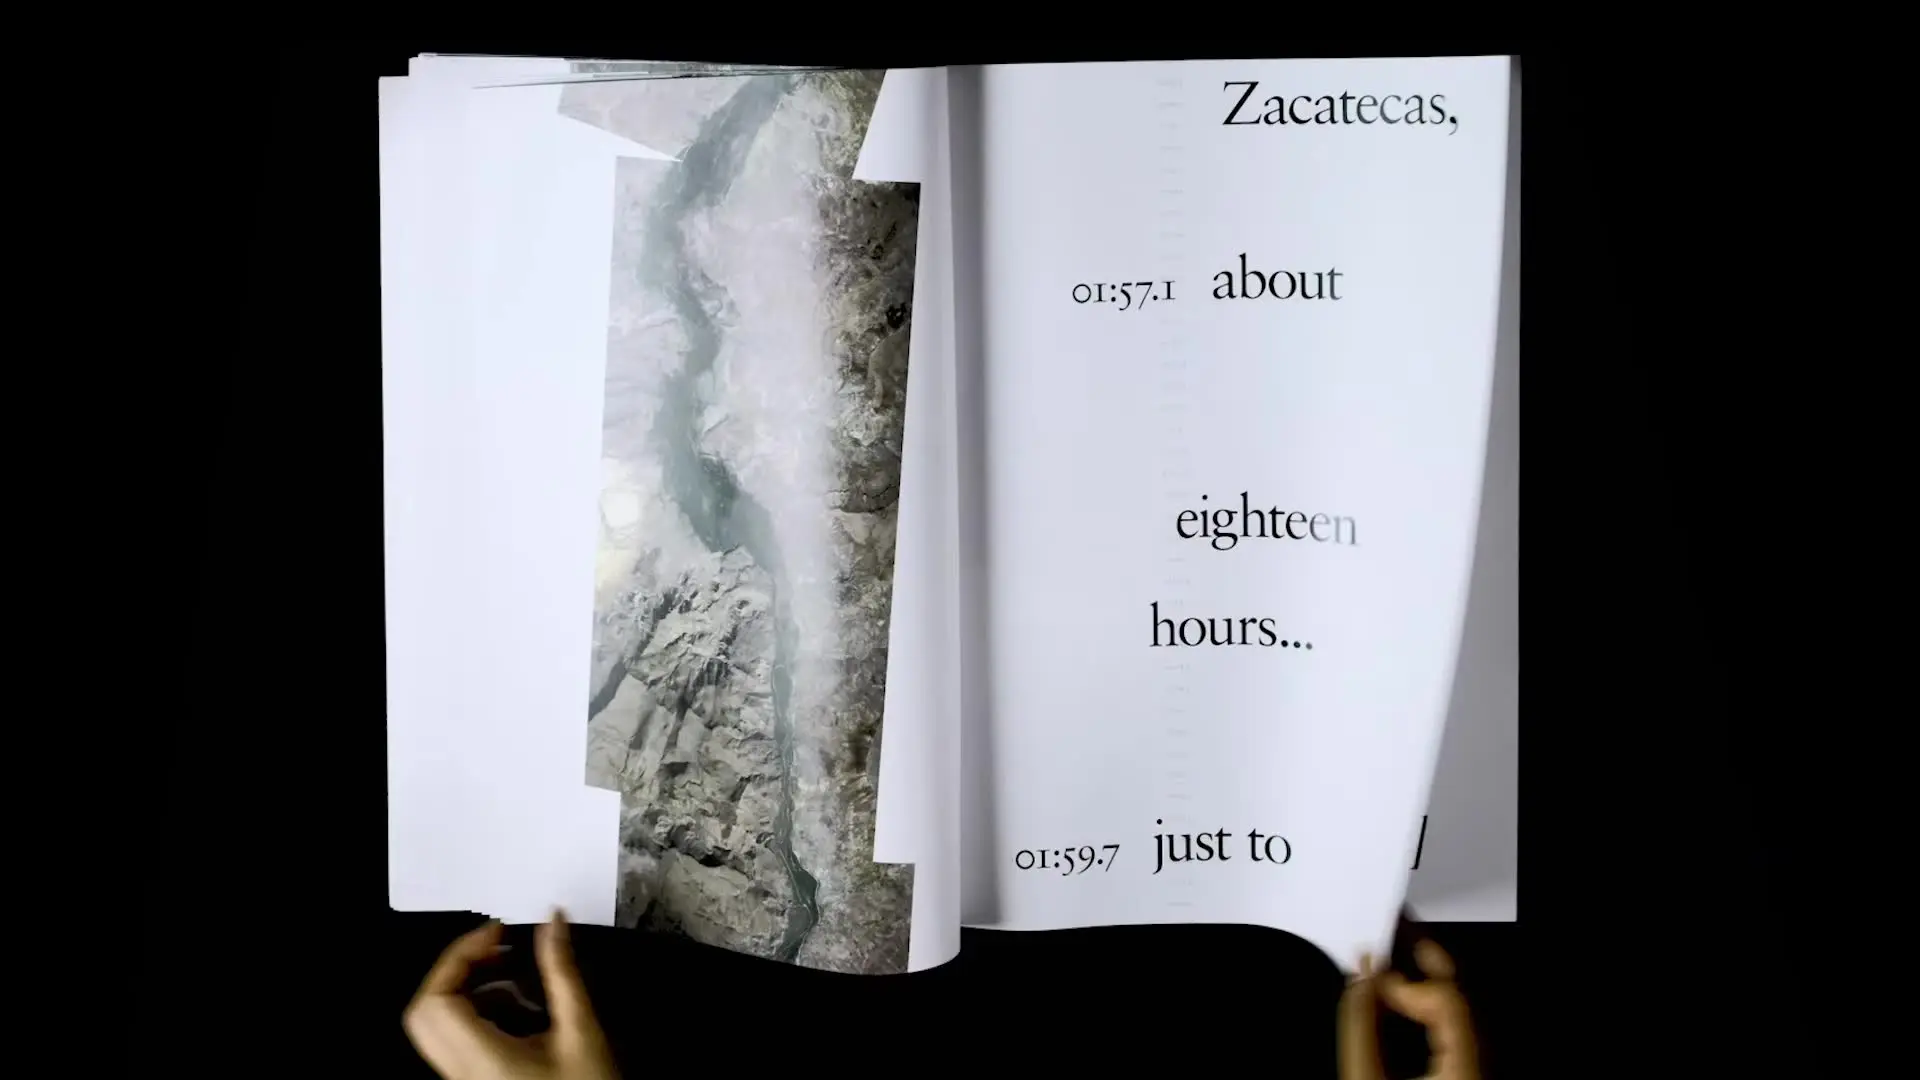 Zacatecas,
01:57.1 about
eighteen
hours...
01:59.7 just to